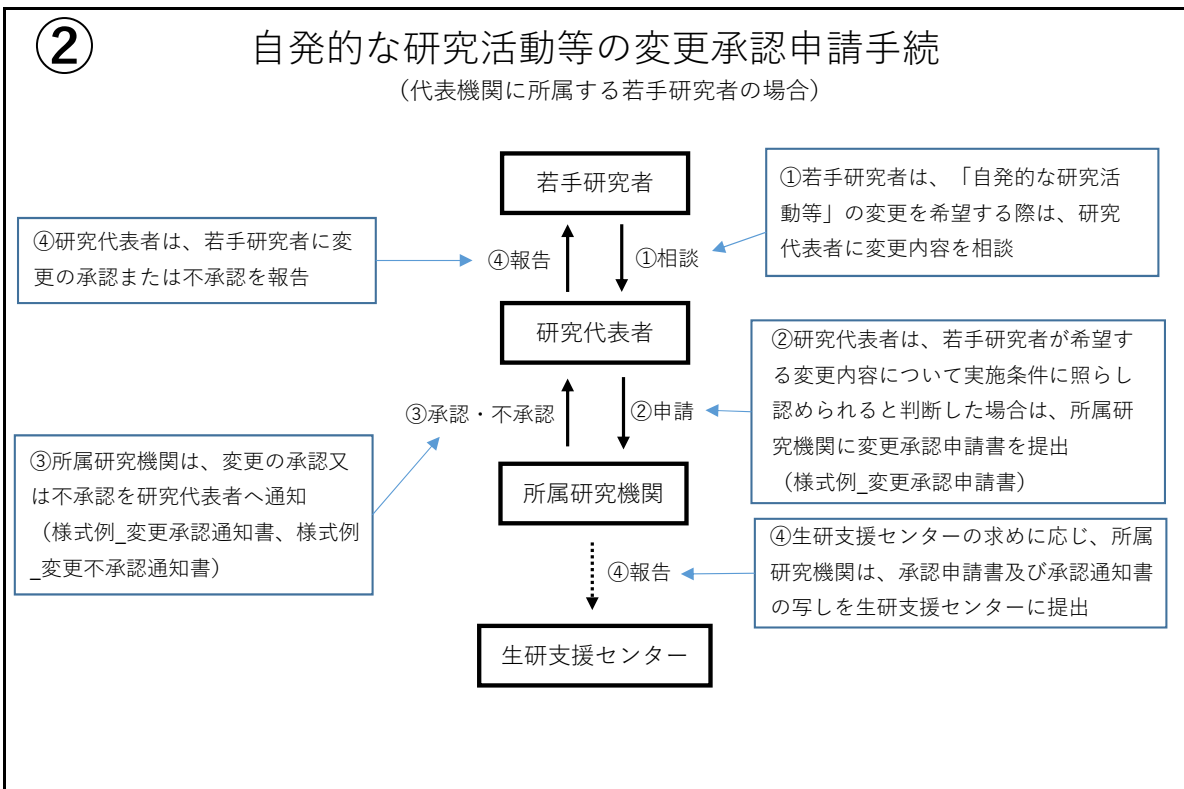 ②
自発的な研究活動等の変更承認申請手続
（代表機関に所属する若手研究者の場合）
若手研究者
①若手研究者は、「自発的な研究活
動等」の変更を希望する際は、研究
代表者に変更内容を相談
④研究代表者は、若手研究者に変
更の承認または不承認を報告
④報告
①相談
研究代表者
②研究代表者は、若手研究者が希望す
る変更内容について実施条件に照らし
認められると判断した場合は、所属研
究機関に変更承認申請書を提出
（様式例_変更承認申請書）
③承認・不承認
②申請
③所属研究機関は、変更の承認又
は不承認を研究代表者へ通知
（様式例_変更承認通知書、様式例
_変更不承認通知書）
所属研究機関
④生研支援センターの求めに応じ、所属
研究機関は、承認申請書及び承認通知書
の写しを生研支援センターに提出
④報告
生研支援センター